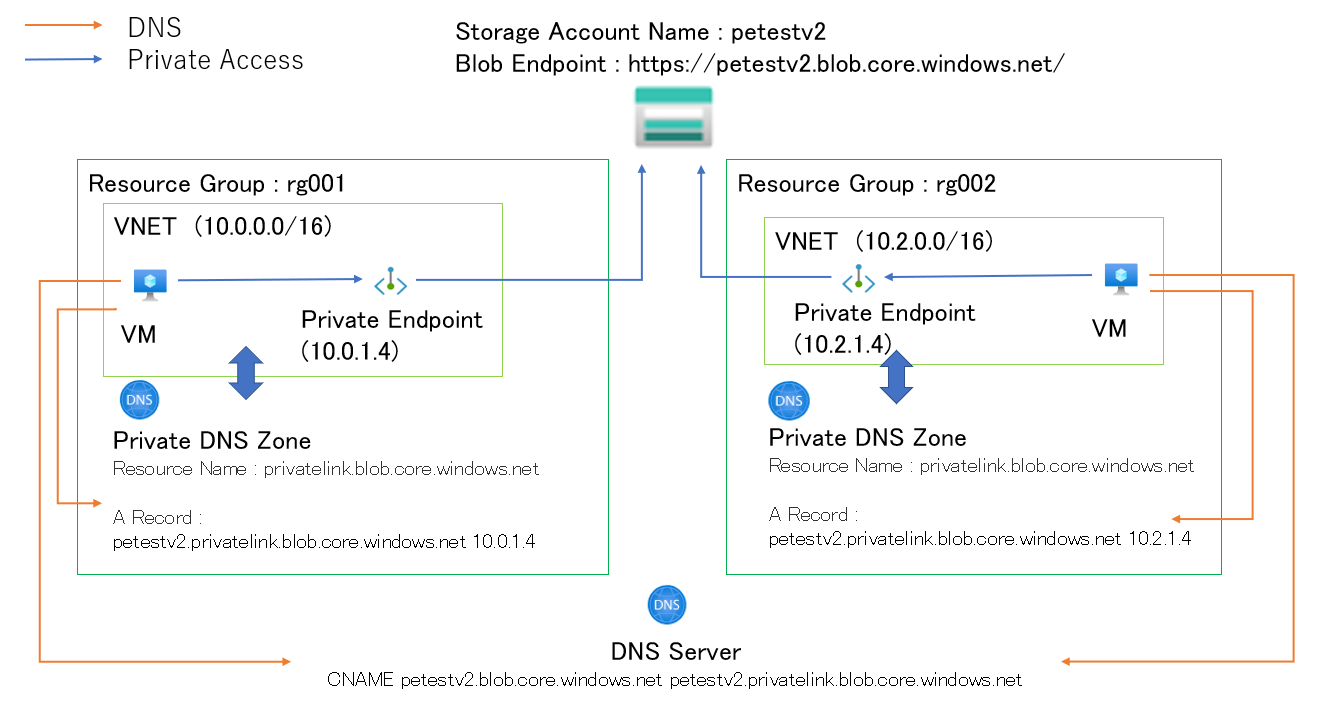 DNS
Private Access
Storage Account Name : petestv2
Blob Endpoint : https://petestv2.blob.core.windows.net/
Resource Group : rg001
VNET (10.0.0.0/16)
VM
Private Endpoint
(10.0.1.4)
DNS
Private DNS Zone
Resource Name : privatelink.blob.core.windows.net
A Record :
petestv2.privatelink.blob.core.windows.net 10.0.1.4
Resource Group : rg002
VNET (10.2.0.0/16)
Private Endpoint
(10.2.1.4)
VM
DNS
Private DNS Zone
Resource Name : privatelink.blob.core.windows.net
A Record :
petestv2.privatelink.blob.core.windows.net 10.2.1.4
DNS
DNS Server
CNAME petestv2.blob.core.windows.net petestv2.privatelink.blob.core.windows.net